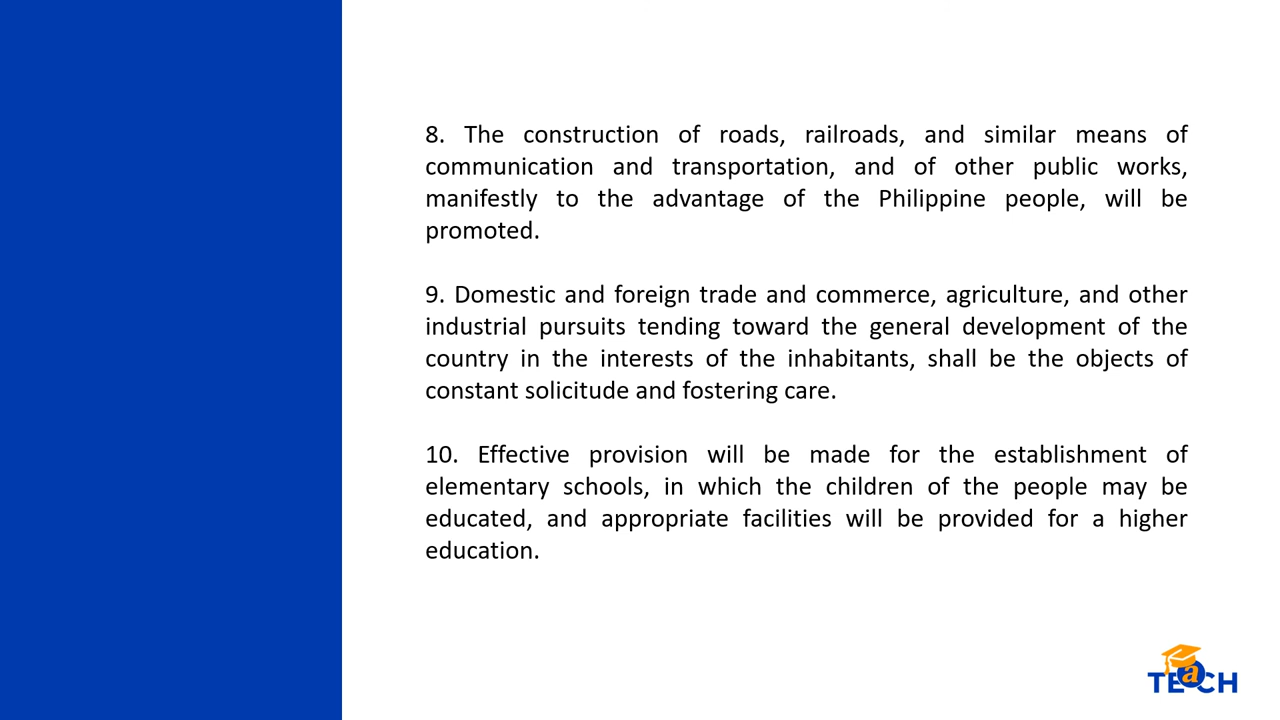 8. The construction of roads, railroads, and similar means of
communication and transportation, and of other public works,
manifestly to the advantage of the Philippine people, will be
promoted.
9. Domestic and foreign trade and commerce, agriculture, and other
industrial pursuits tending toward the general development of the
country in the interests of the inhabitants, shall be the objects of
constant solicitude and fostering care.
10. Effective provision will be made for the establishment of
elementary schools, in which the children of the people may be
educated, and appropriate facilities will be provided for a higher
education.
TEaCH